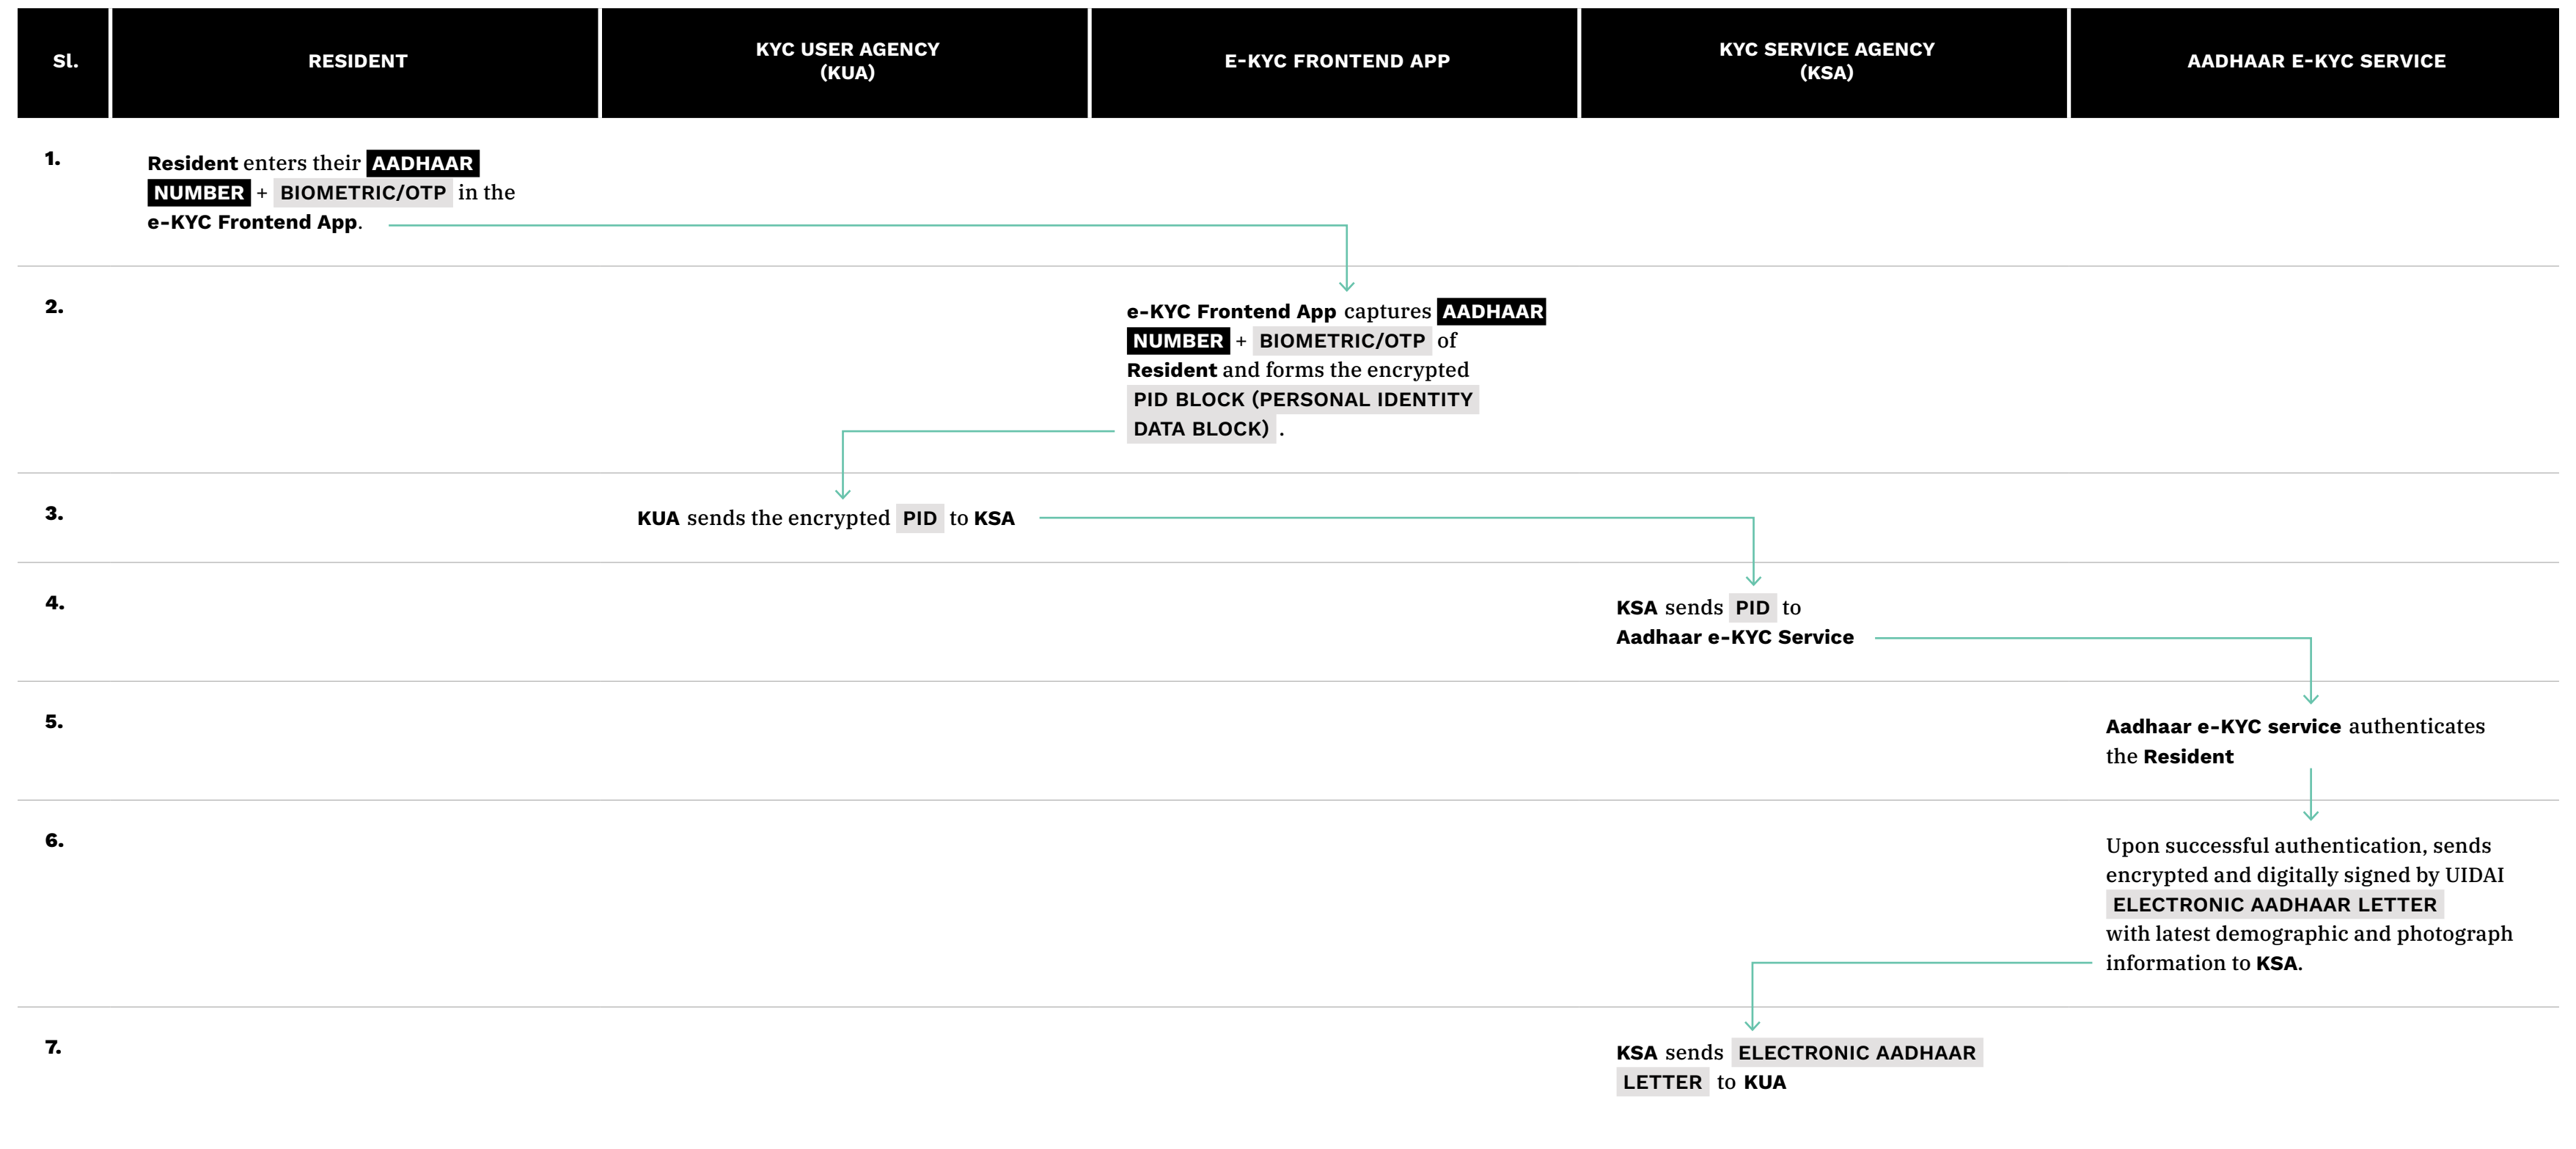 Sl.
RESIDENT
KYC USER AGENCY
(KUA)
E-KYC FRONTEND APP
KYC SERVICE AGENCY
(KSA)
AADHAAR E-KYC SERVICE
1.
Resident enters their AADHAAR
NUMBER + BIOMETRIC/OTP in the
e-KYC Frontend App.
2.
e-KYC Frontend App captures AADHAAR
NUMBER + BIOMETRIC/OTP of
Resident and forms the encrypted
PID BLOCK (PERSONAL IDENTITY
DATA BLOCK) .
3.
KUA sends the encrypted PID to KSA
4.
KSA sends PID to
Aadhaar e-KYC Service
5.
Aadhaar e-KYC service authenticates
the Resident
6.
Upon successful authentication, sends
encrypted and digitally signed by UIDAI
ELECTRONIC AADHAAR LETTER
with latest demographic and photograph
information to KSA.
7.
KSA sends ELECTRONIC AADHAAR
LETTER to KUA